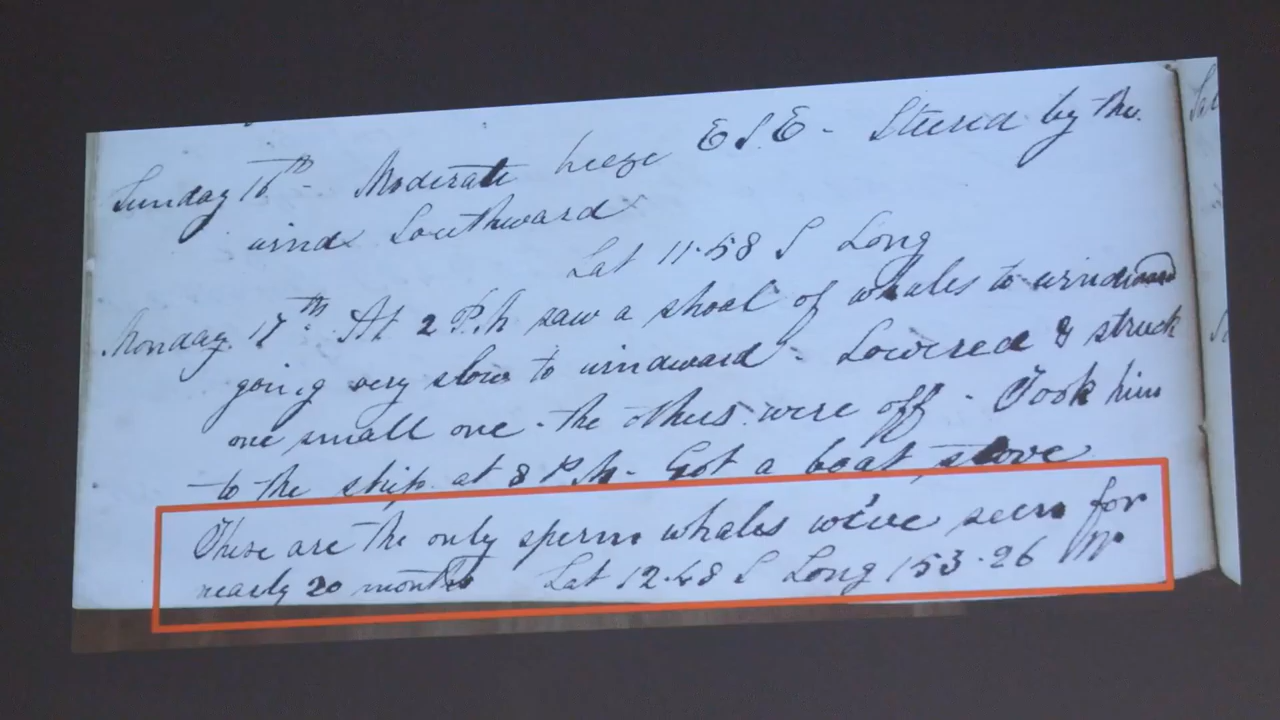 Sunday 16th - Moderate breeze E.S.E - Steered by the
wind Southward
Lat 11.58 S Long
Monday 17th. At 2 P.M saw a shoal of whales to windward
going very slow to windward - Lowered & struck
one small one - the others were off - Took him
to the ship at 8 P.M - Got a boat stove
These are the only sperm whales we've seen for
nearly 20 months Lat 12.48 S Long 153.26 W.